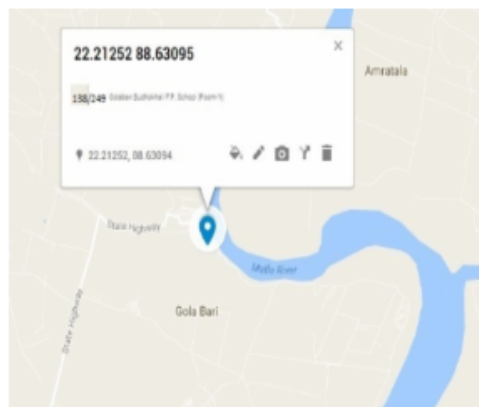 22.21252 88.63095
138/249
22.21252, 88.63094
Amratala
State Highway
Matla River
Gola Bari
State Highway